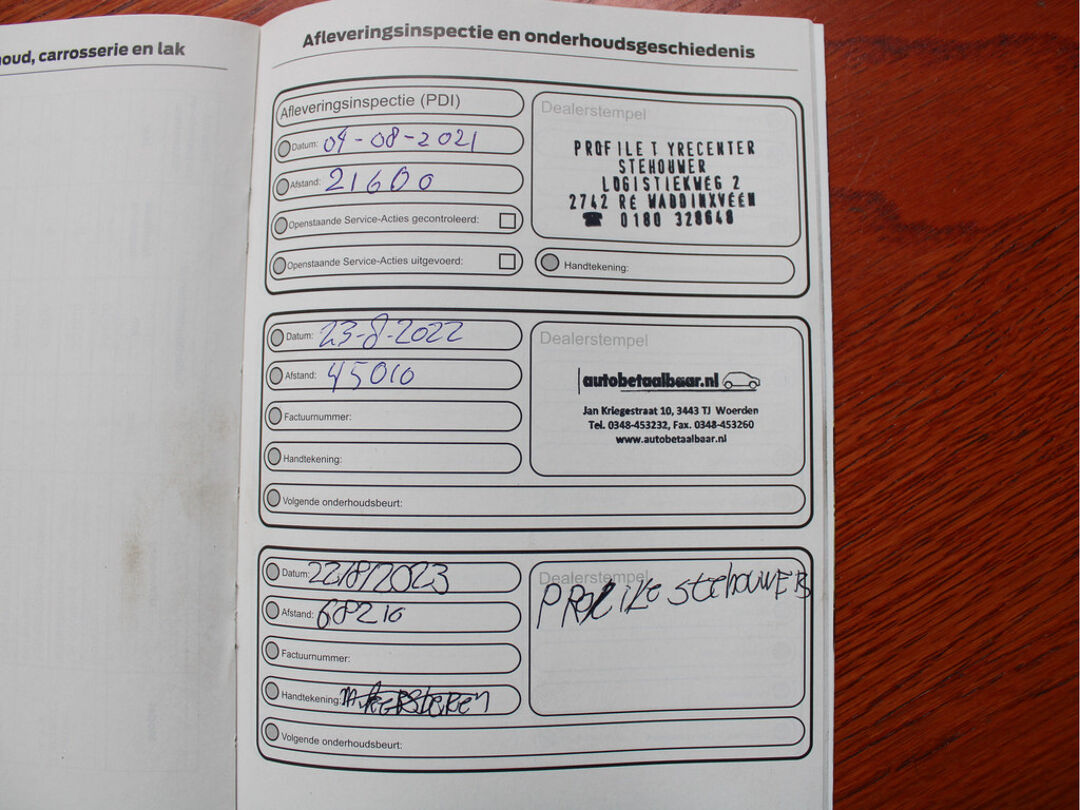 oud, carrosserie en lak
Afleveringsinspectie en onderhoudsgeschiedenis
Afleveringsinspectie (PDI)
Datum: 04-08-2021
Afstand: 21600
Openstaande Service-Acties gecontroleerd:
Openstaande Service-Acties uitgevoerd:
Dealerstempel
PROFILE TYRECENTER
STEHOUWER
LOGISTIEKWEG 2
2742 RE WADDINXVEEN
☎ 0180 328648
Handtekening:
Datum: 23-8-2022
Afstand: 45010
Factuurnummer:
Handtekening:
Volgende onderhoudsbeurt:
Dealerstempel
autobetaalbaar.nl
Jan Kriegestraat 10, 3443 TJ Woerden
Tel. 0348-453232, Fax. 0348-453260
www.autobetaalbaar.nl
Datum: 22/8/2023
Afstand: 68210
Factuurnummer:
Handtekening:
Volgende onderhoudsbeurt:
Dealerstempel
stehouwer